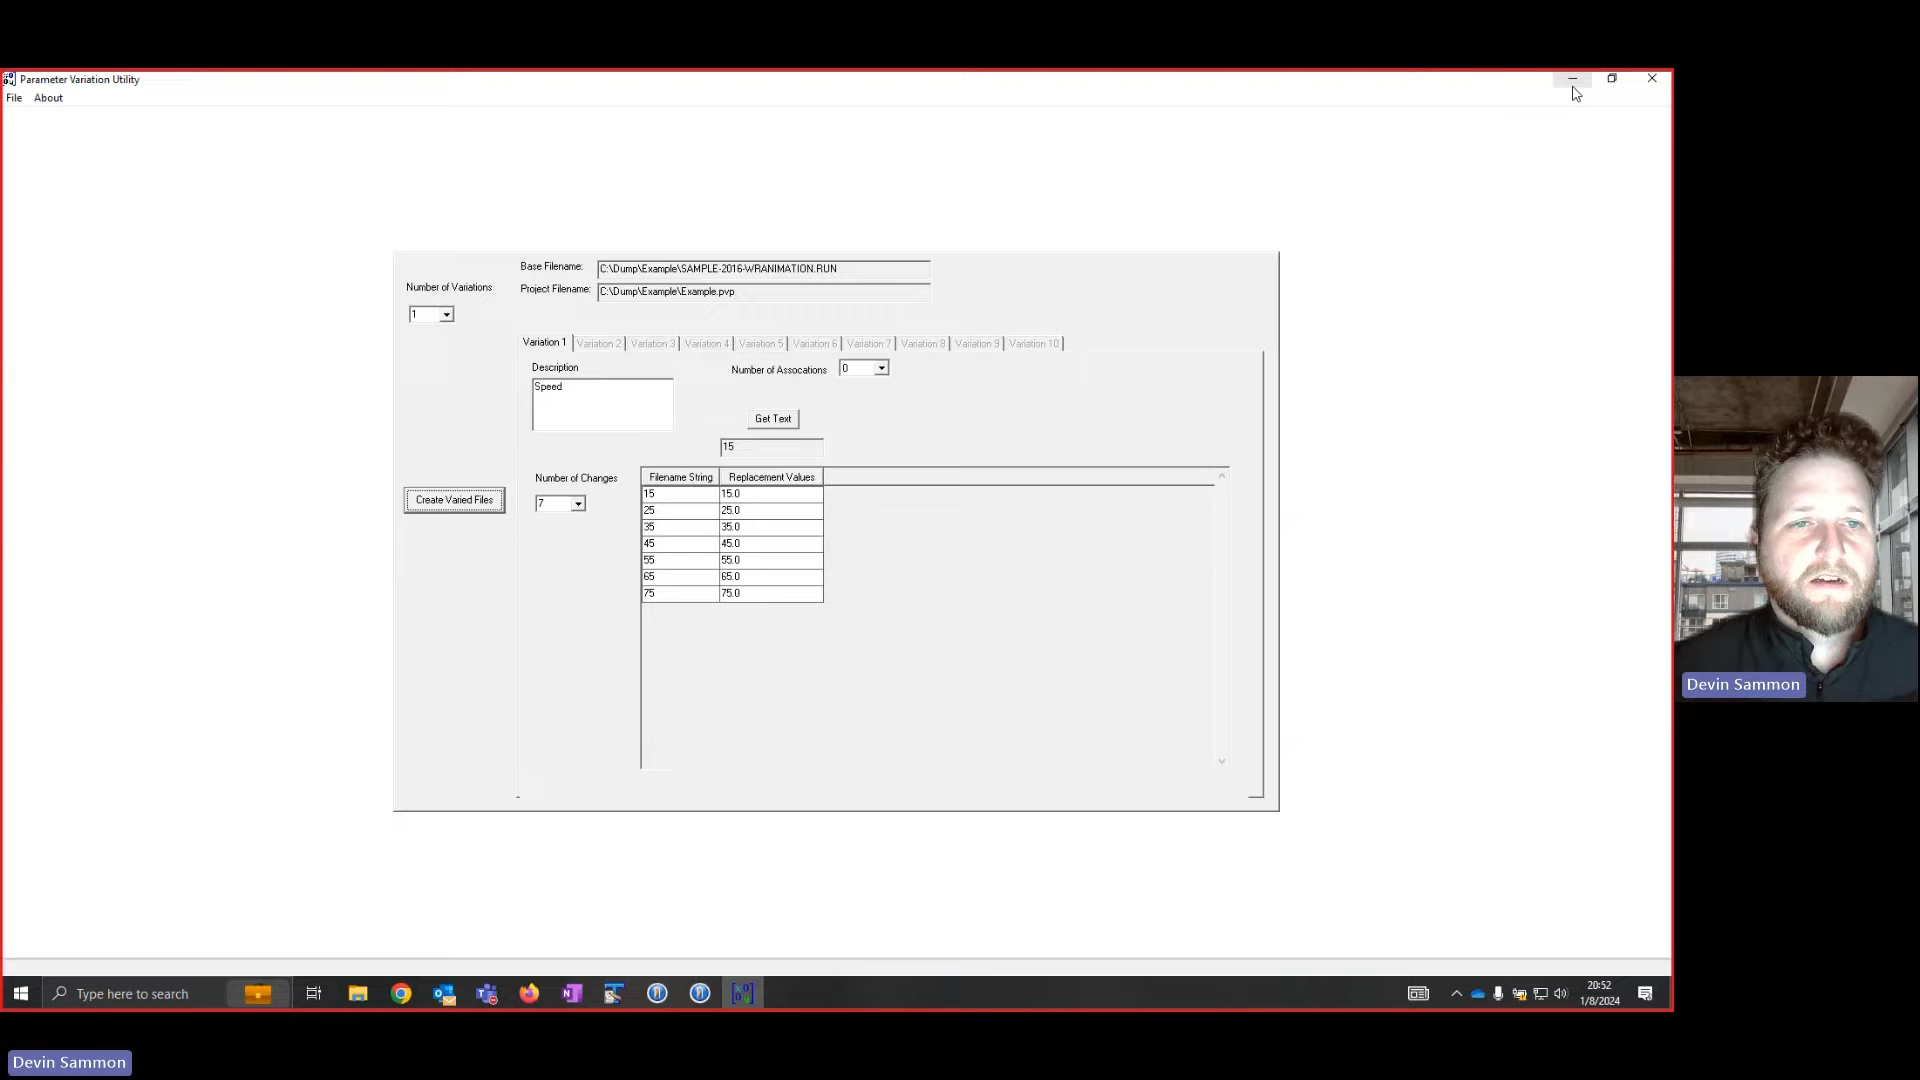 Parameter Variation Utility
File About
Base Filename: C:\Dump\Example\SAMPLE-2016-WRANIMATION.RUN
Number of Variations
Project Filename: C:\Dump\Example\Example.pvp
1
Variation 1 Variation 2 Variation 3 Variation 4 Variation 5 Variation 6 Variation 7 Variation 8 Variation 9 Variation 10
Description
Number of Assocations 0
Speed
Get Text
15
Number of Changes
Filename String Replacement Values
Create Varied Files
7
15 15.0
25 25.0
35 35.0
45 45.0
55 55.0
65 65.0
75 75.0
Devin Sammon
Type here to search
20:52
1/8/2024
Devin Sammon